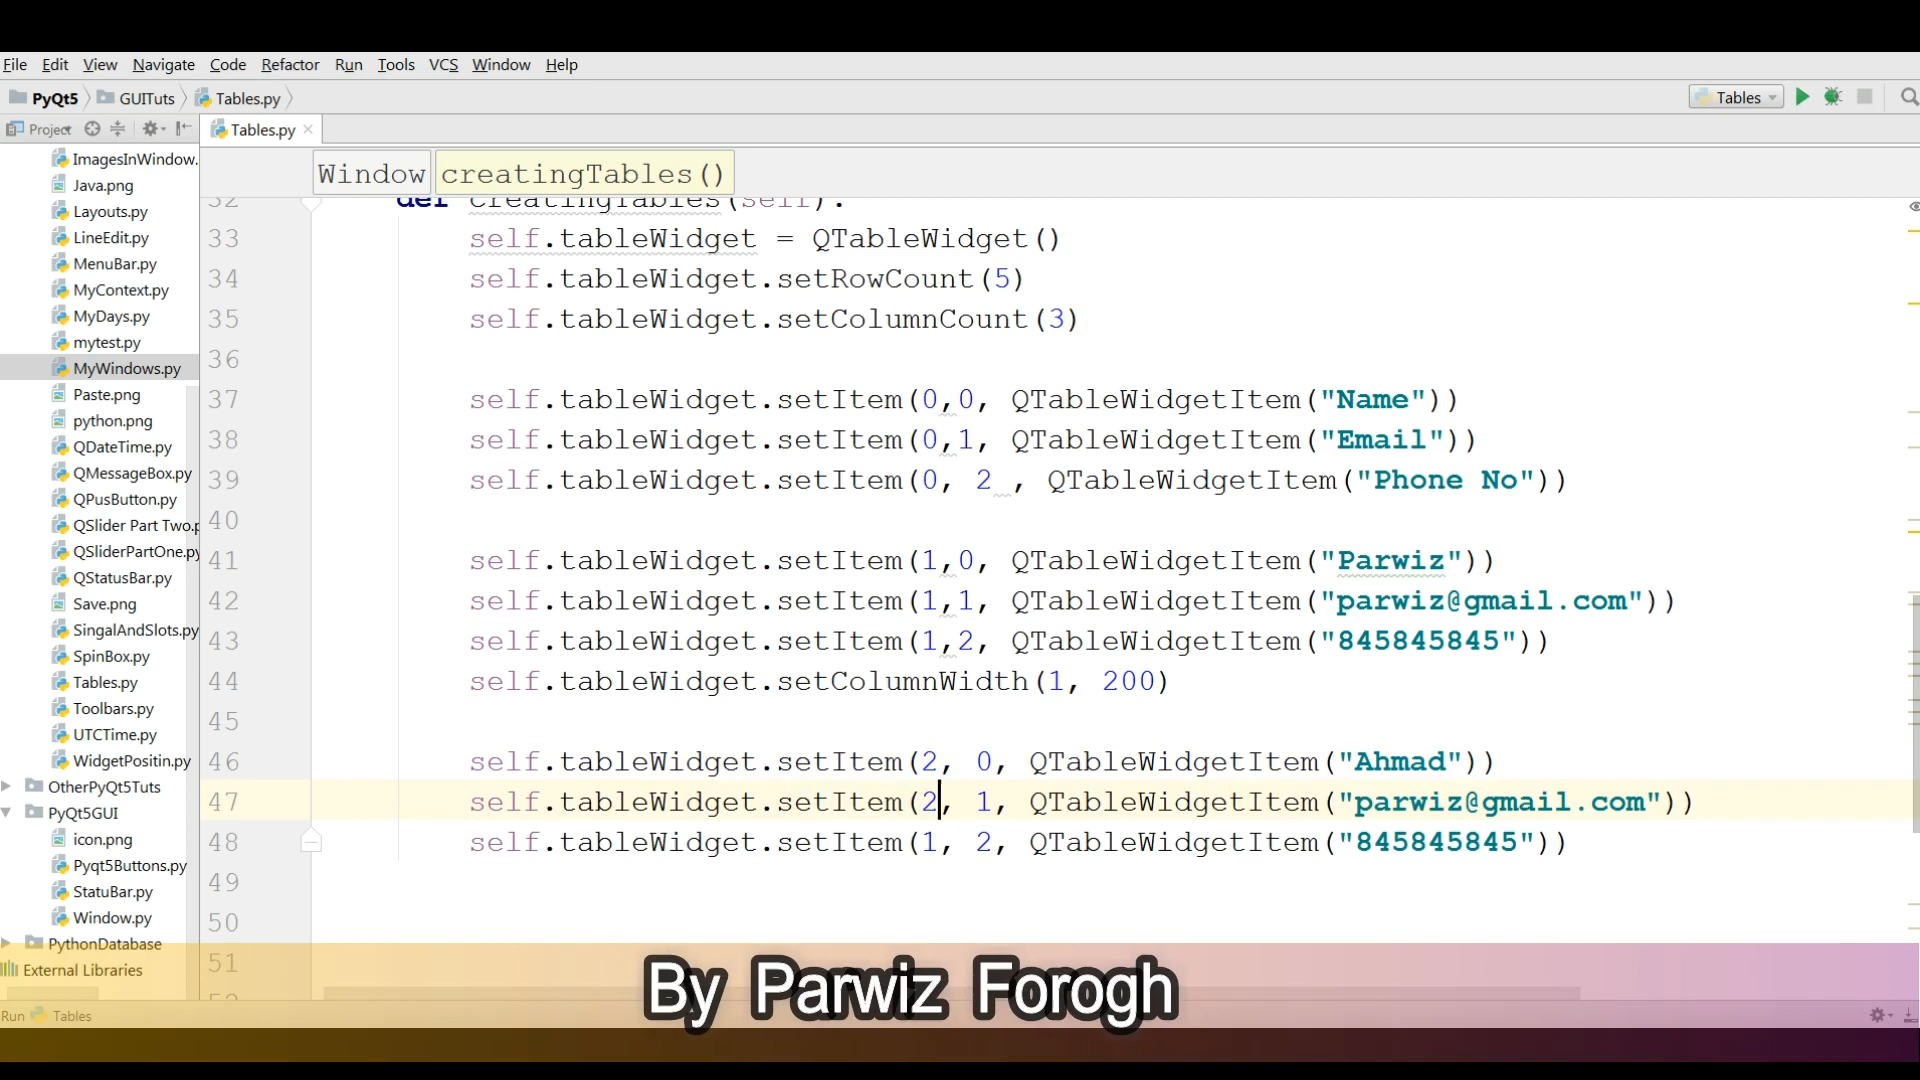 File Edit View Navigate Code Refactor Run Tools VCS Window Help
PyQt5 GUITuts Tables.py Tables
Project Tables.py
Window creatingTables()
ImagesInWindow.
Java.png
Layouts.py
LineEdit.py
MenuBar.py
MyContext.py
MyDays.py
mytest.py
MyWindows.py
Paste.png
python.png
QDateTime.py
QMessageBox.py
QPusButton.py
QSlider Part Two.p
QSliderPartOne.py
QStatusBar.py
Save.png
SingalAndSlots.py
SpinBox.py
Tables.py
Toolbars.py
UTCTime.py
WidgetPositin.py
OtherPyQt5Tuts
PyQt5GUI
icon.png
Pyqt5Buttons.py
StatuBar.py
Window.py
PythonDatabase
External Libraries
32 def creatingTables(self):
33 self.tableWidget = QTableWidget()
34 self.tableWidget.setRowCount(5)
35 self.tableWidget.setColumnCount(3)
36
37 self.tableWidget.setItem(0,0, QTableWidgetItem("Name"))
38 self.tableWidget.setItem(0,1, QTableWidgetItem("Email"))
39 self.tableWidget.setItem(0, 2 , QTableWidgetItem("Phone No"))
40
41 self.tableWidget.setItem(1,0, QTableWidgetItem("Parwiz"))
42 self.tableWidget.setItem(1,1, QTableWidgetItem("parwiz@gmail.com"))
43 self.tableWidget.setItem(1,2, QTableWidgetItem("845845845"))
44 self.tableWidget.setColumnWidth(1, 200)
45
46 self.tableWidget.setItem(2, 0, QTableWidgetItem("Ahmad"))
47 self.tableWidget.setItem(2, 1, QTableWidgetItem("parwiz@gmail.com"))
48 self.tableWidget.setItem(1, 2, QTableWidgetItem("845845845"))
49
50
51
52
By Parwiz Forogh
Run Tables